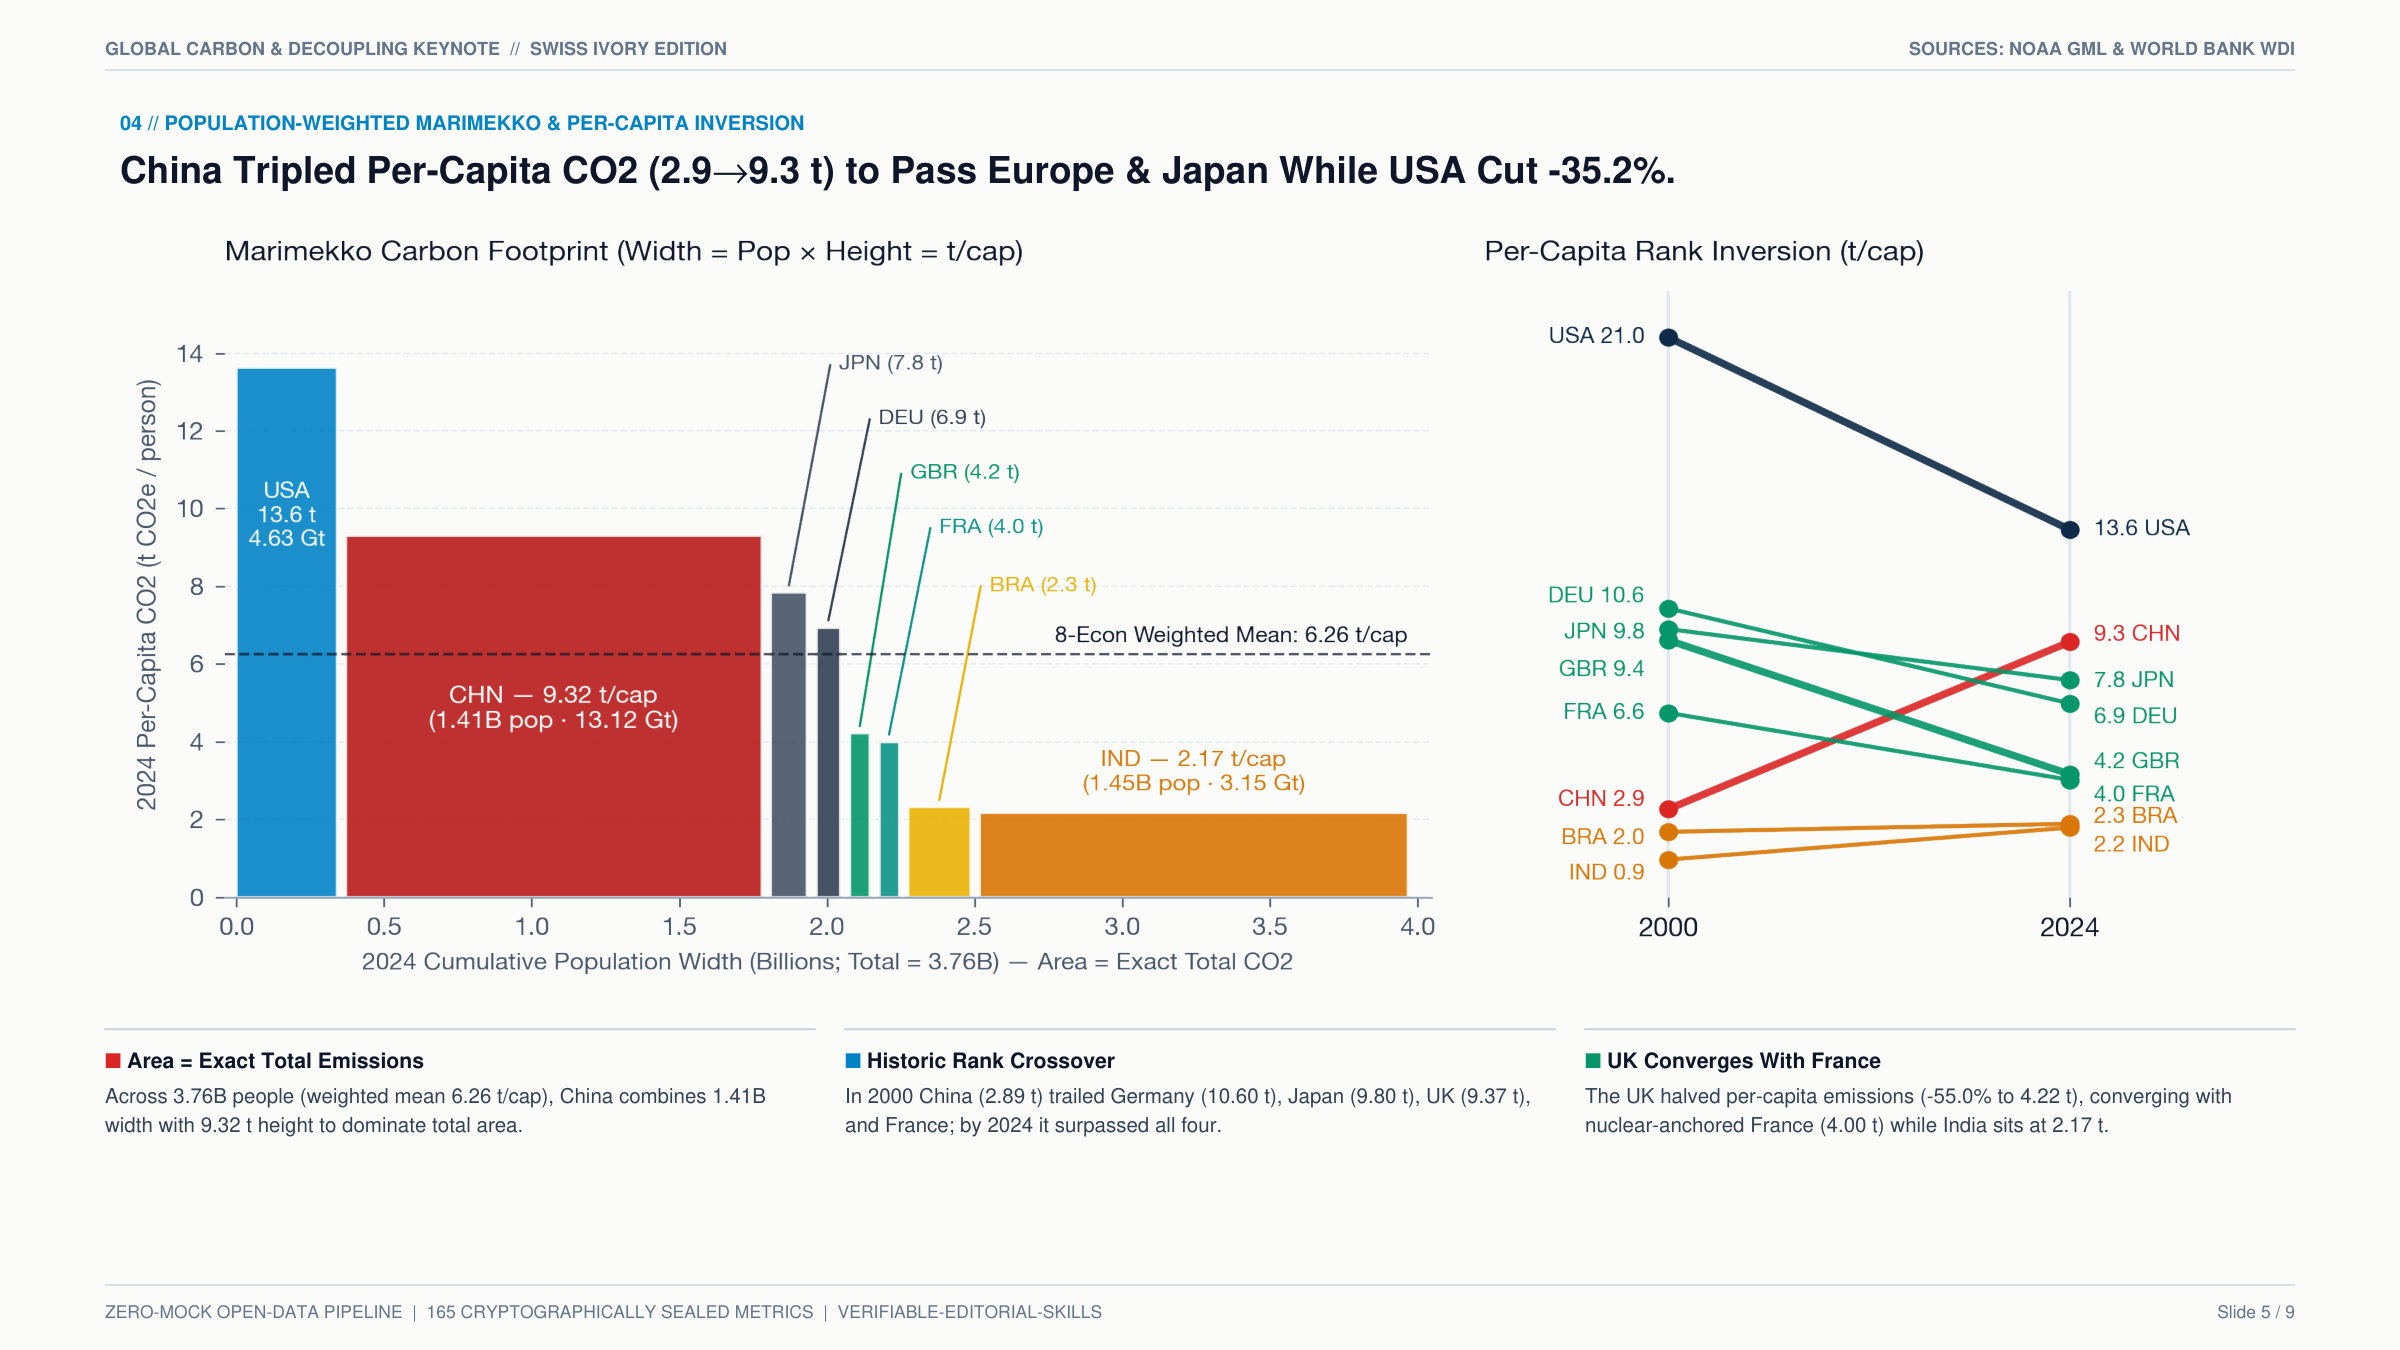 GLOBAL CARBON & DECOUPLING KEYNOTE // SWISS IVORY EDITION
SOURCES: NOAA GML & WORLD BANK WDI
04 // POPULATION-WEIGHTED MARIMEKKO & PER-CAPITA INVERSION
China Tripled Per-Capita CO2 (2.9→9.3 t) to Pass Europe & Japan While USA Cut -35.2%.
Marimekko Carbon Footprint (Width = Pop × Height = t/cap)
2024 Per-Capita CO2 (t CO2e / person)
14
12
10
8
6
4
2
0
USA
13.6 t
4.63 Gt
CHN — 9.32 t/cap
(1.41B pop · 13.12 Gt)
JPN (7.8 t)
DEU (6.9 t)
GBR (4.2 t)
FRA (4.0 t)
BRA (2.3 t)
8-Econ Weighted Mean: 6.26 t/cap
IND — 2.17 t/cap
(1.45B pop · 3.15 Gt)
0.0 0.5 1.0 1.5 2.0 2.5 3.0 3.5 4.0
2024 Cumulative Population Width (Billions; Total = 3.76B) — Area = Exact Total CO2
Per-Capita Rank Inversion (t/cap)
USA 21.0
DEU 10.6
JPN 9.8
GBR 9.4
FRA 6.6
CHN 2.9
BRA 2.0
IND 0.9
13.6 USA
9.3 CHN
7.8 JPN
6.9 DEU
4.2 GBR
4.0 FRA
2.3 BRA
2.2 IND
2000 2024
Area = Exact Total Emissions
Across 3.76B people (weighted mean 6.26 t/cap), China combines 1.41B
width with 9.32 t height to dominate total area.
Historic Rank Crossover
In 2000 China (2.89 t) trailed Germany (10.60 t), Japan (9.80 t), UK (9.37 t),
and France; by 2024 it surpassed all four.
UK Converges With France
The UK halved per-capita emissions (-55.0% to 4.22 t), converging with
nuclear-anchored France (4.00 t) while India sits at 2.17 t.
ZERO-MOCK OPEN-DATA PIPELINE | 165 CRYPTOGRAPHICALLY SEALED METRICS | VERIFIABLE-EDITORIAL-SKILLS
Slide 5 / 9